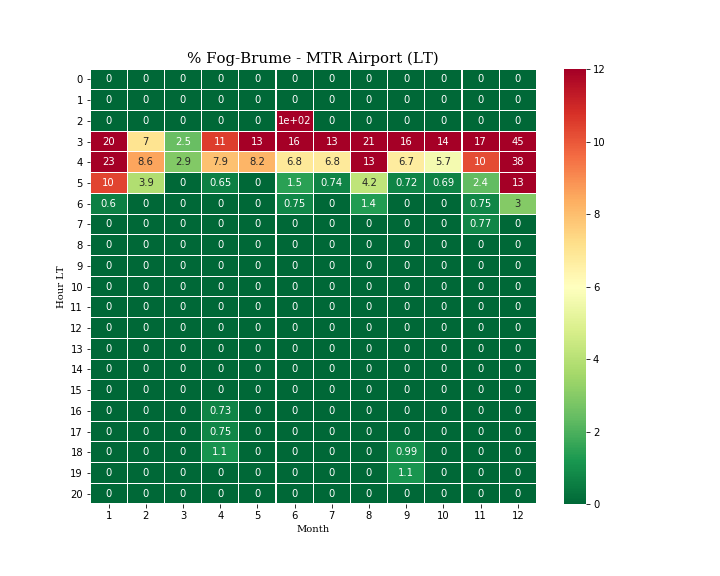 % Fog-Brume - MTR Airport (LT)
0 0 0 0 0 0 0 0 0 0 0 0 0
1 0 0 0 0 0 0 0 0 0 0 0 0
2 0 0 0 0 0 1e+02 0 0 0 0 0 0
3 20 7 2.5 11 13 16 13 21 16 14 17 45
4 23 8.6 2.9 7.9 8.2 6.8 6.8 13 6.7 5.7 10 38
5 10 3.9 0 0.65 0 1.5 0.74 4.2 0.72 0.69 2.4 13
6 0.6 0 0 0 0 0.75 0 1.4 0 0 0.75 3
7 0 0 0 0 0 0 0 0 0 0 0.77 0
8 0 0 0 0 0 0 0 0 0 0 0 0
9 0 0 0 0 0 0 0 0 0 0 0 0
10 0 0 0 0 0 0 0 0 0 0 0 0
11 0 0 0 0 0 0 0 0 0 0 0 0
12 0 0 0 0 0 0 0 0 0 0 0 0
13 0 0 0 0 0 0 0 0 0 0 0 0
14 0 0 0 0 0 0 0 0 0 0 0 0
15 0 0 0 0 0 0 0 0 0 0 0 0
16 0 0 0 0.73 0 0 0 0 0 0 0 0
17 0 0 0 0.75 0 0 0 0 0 0 0 0
18 0 0 0 1.1 0 0 0 0 0.99 0 0 0
19 0 0 0 0 0 0 0 0 1.1 0 0 0
20 0 0 0 0 0 0 0 0 0 0 0 0
1 2 3 4 5 6 7 8 9 10 11 12
Month
Hour LT
12
10
8
6
4
2
0